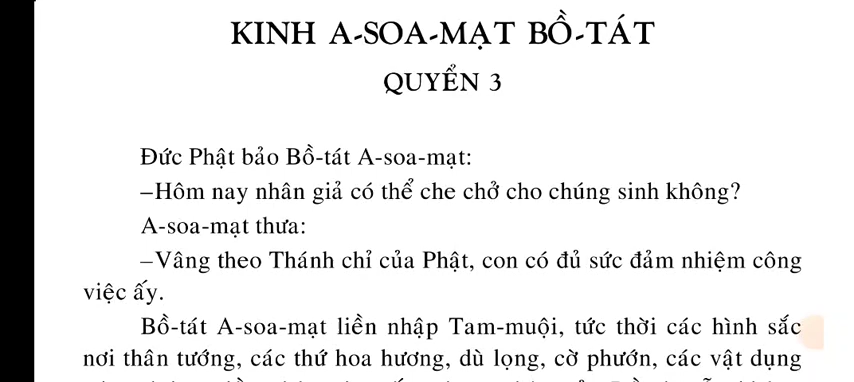 KINH A-SOA-MẠT BỒ-TÁT
QUYỂN 3
Đức Phật bảo Bồ-tát A-soa-mạt:
–Hôm nay nhân giả có thể che chở cho chúng sinh không?
A-soa-mạt thưa:
–Vâng theo Thánh chỉ của Phật, con có đủ sức đảm nhiệm công
việc ấy.
Bồ-tát A-soa-mạt liền nhập Tam-muội, tức thời các hình sắc
nơi thân tướng, các thứ hoa hương, dù lọng, cờ phướn, các vật dụng